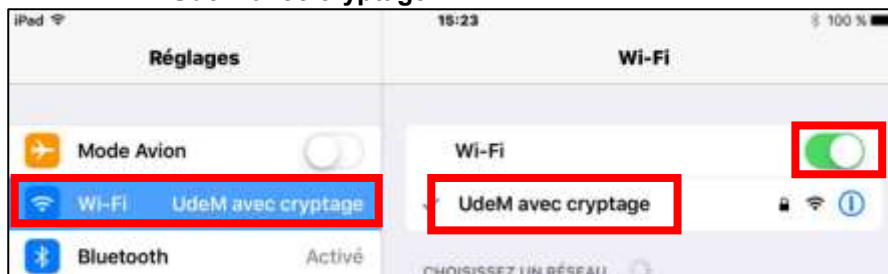 iPad 15:23 100 %
Réglages Wi-Fi
Mode Avion
Wi-Fi
Wi-Fi UdeM avec cryptage
UdeM avec cryptage
Bluetooth Activé
CHOISISSEZ UN RÉSEAU